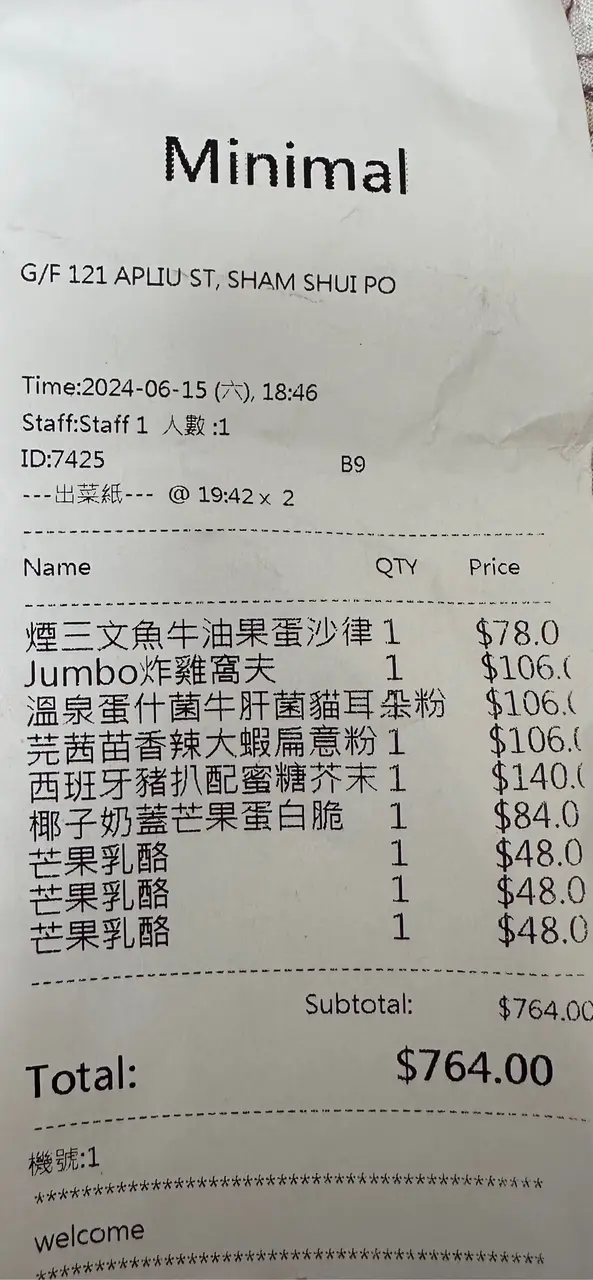 Minimal
G/F 121 APLIU ST, SHAM SHUI PO
Time:2024-06-15 (六), 18:46
Staff:Staff 1 人數 :1
ID:7425 B9
---出菜紙--- @ 19:42 x 2
Name QTY Price
煙三文魚牛油果蛋沙律 1 $78.0
Jumbo炸雞窩夫 1 $106.(
溫泉蛋什菌牛肝菌貓耳朵粉 1 $106.(
芫茜苗香辣大蝦扁意粉 1 $106.(
西班牙豬扒配蜜糖芥末 1 $140.(
椰子奶蓋芒果蛋白脆 1 $84.0
芒果乳酪 1 $48.0
芒果乳酪 1 $48.0
芒果乳酪 1 $48.0
Subtotal: $764.00
Total: $764.00
機號:1
*******************************************
welcome
*******************************************